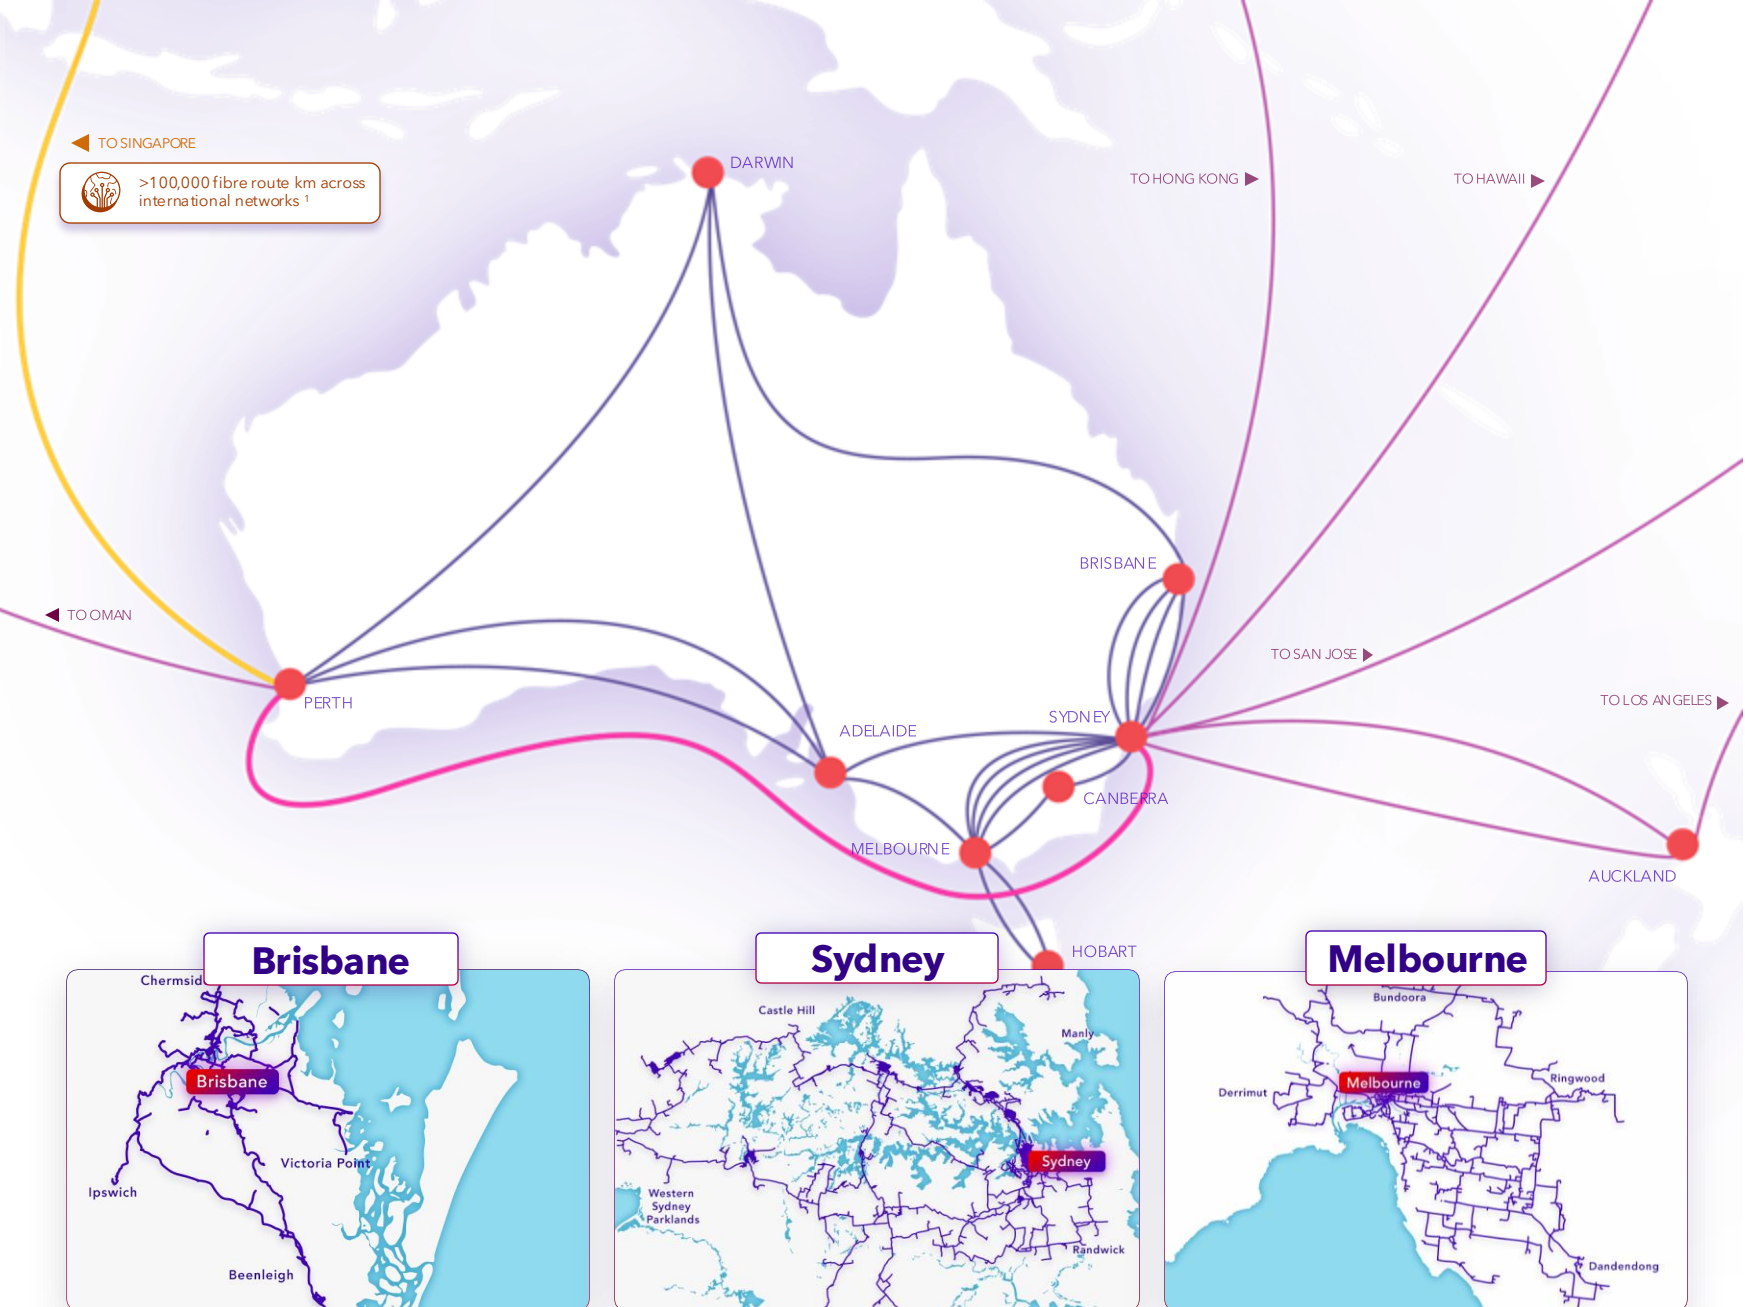 TO SINGAPORE
>100,000 fibre route km across
international networks ¹
DARWIN
TO HONG KONG
TO HAWAII
BRISBANE
TO OMAN
PERTH
TO SAN JOSE
TO LOS ANGELES
SYDNEY
ADELAIDE
CANBERRA
MELBOURNE
AUCKLAND
HOBART
Brisbane
Chermsid
Brisbane
Victoria Point
Ipswich
Beenleigh
Sydney
Castle Hill
Manly
Sydney
Western
Sydney
Parklands
Randwick
Melbourne
Bundoora
Melbourne
Ringwood
Derrimut
Dandendong